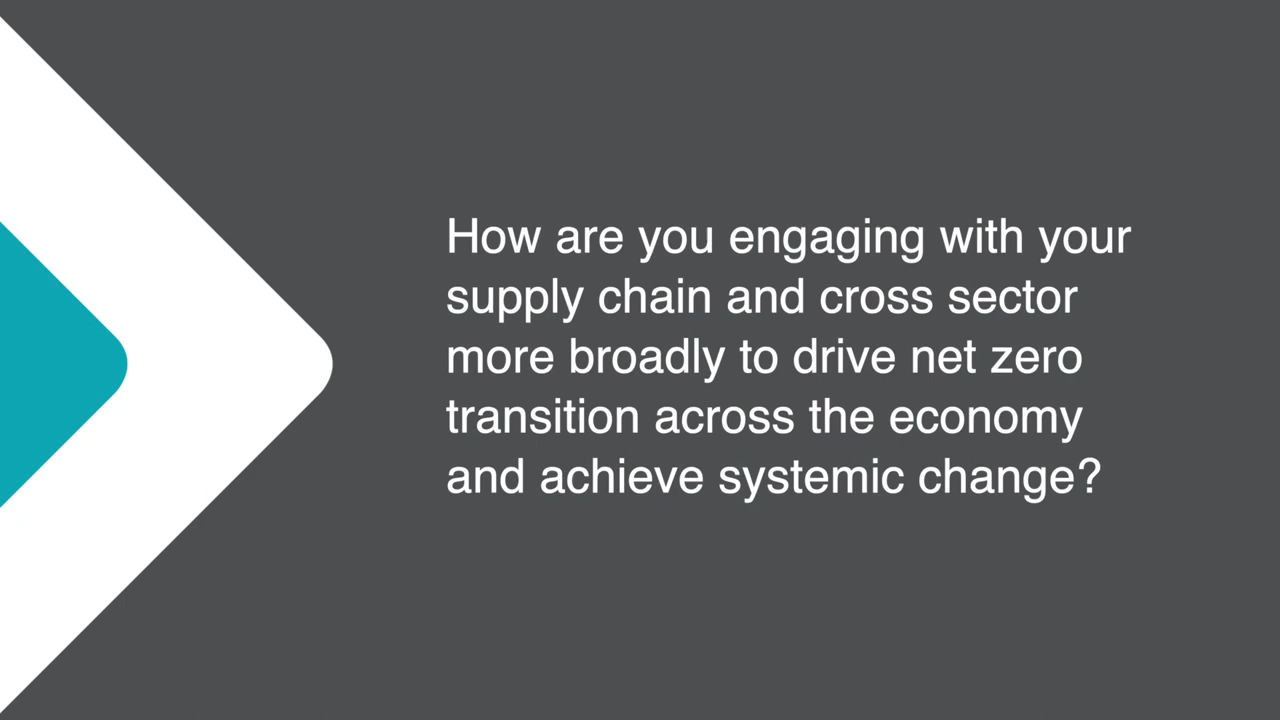 How are you engaging with your
supply chain and cross sector
more broadly to drive net zero
transition across the economy
and achieve systemic change?